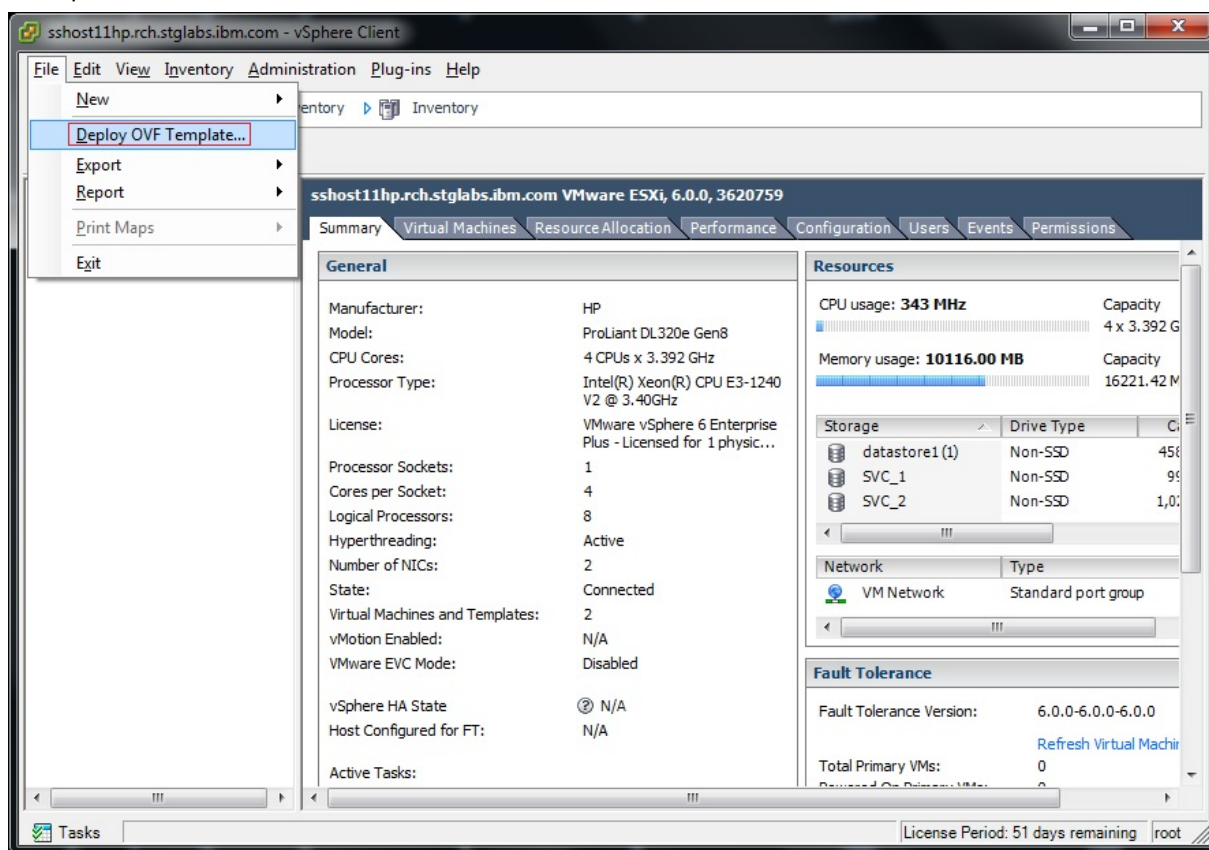 sshost11hp.rch.stglabs.ibm.com - vSphere Client
File Edit View Inventory Administration Plug-ins Help
New
Inventory
Deploy OVF Template...
Export
Report
Print Maps
Exit
sshost11hp.rch.stglabs.ibm.com VMware ESXi, 6.0.0, 3620759
Summary Virtual Machines Resource Allocation Performance Configuration Users Events Permissions
General
Manufacturer: HP
Model: ProLiant DL320e Gen8
CPU Cores: 4 CPUs x 3.392 GHz
Processor Type: Intel(R) Xeon(R) CPU E3-1240
V2 @ 3.40GHz
License: VMware vSphere 6 Enterprise
Plus - Licensed for 1 physic...
Processor Sockets: 1
Cores per Socket: 4
Logical Processors: 8
Hyperthreading: Active
Number of NICs: 2
State: Connected
Virtual Machines and Templates: 2
vMotion Enabled: N/A
VMware EVC Mode: Disabled
vSphere HA State N/A
Host Configured for FT: N/A
Active Tasks:
Resources
CPU usage: 343 MHz Capacity
4 x 3.392 G
Memory usage: 10116.00 MB Capacity
16221.42 M
Storage Drive Type
datastore1 (1) Non-SSD 458
SVC_1 Non-SSD 99
SVC_2 Non-SSD 1,02
Network Type
VM Network Standard port group
Fault Tolerance
Fault Tolerance Version: 6.0.0-6.0.0-6.0.0
Refresh Virtual Machin
Total Primary VMs: 0
Tasks License Period: 51 days remaining root